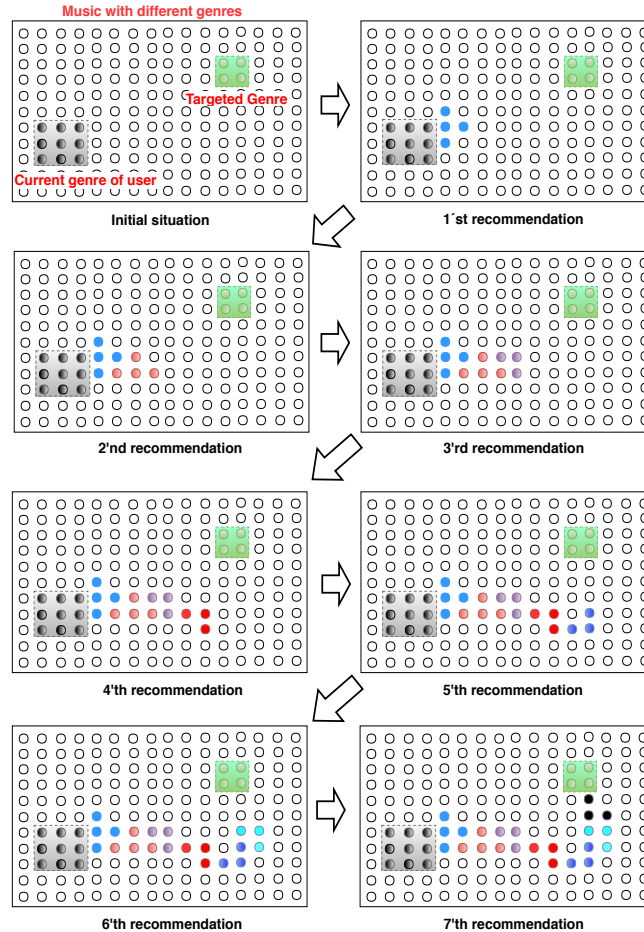 Music with different genres
Targeted Genre
Current genre of user
Initial situation
1´st recommendation
2'nd recommendation
3'rd recommendation
4'th recommendation
5'th recommendation
6'th recommendation
7'th recommendation